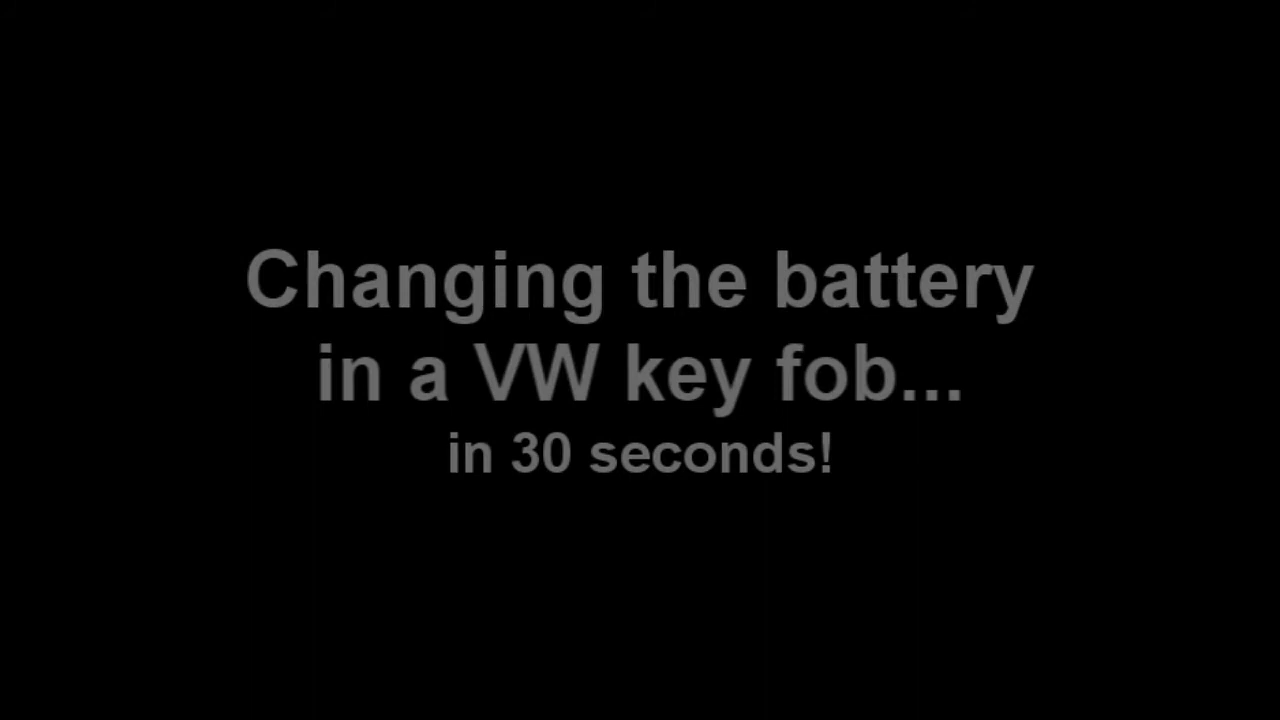 Changing the battery
in a VW key fob...
in 30 seconds!